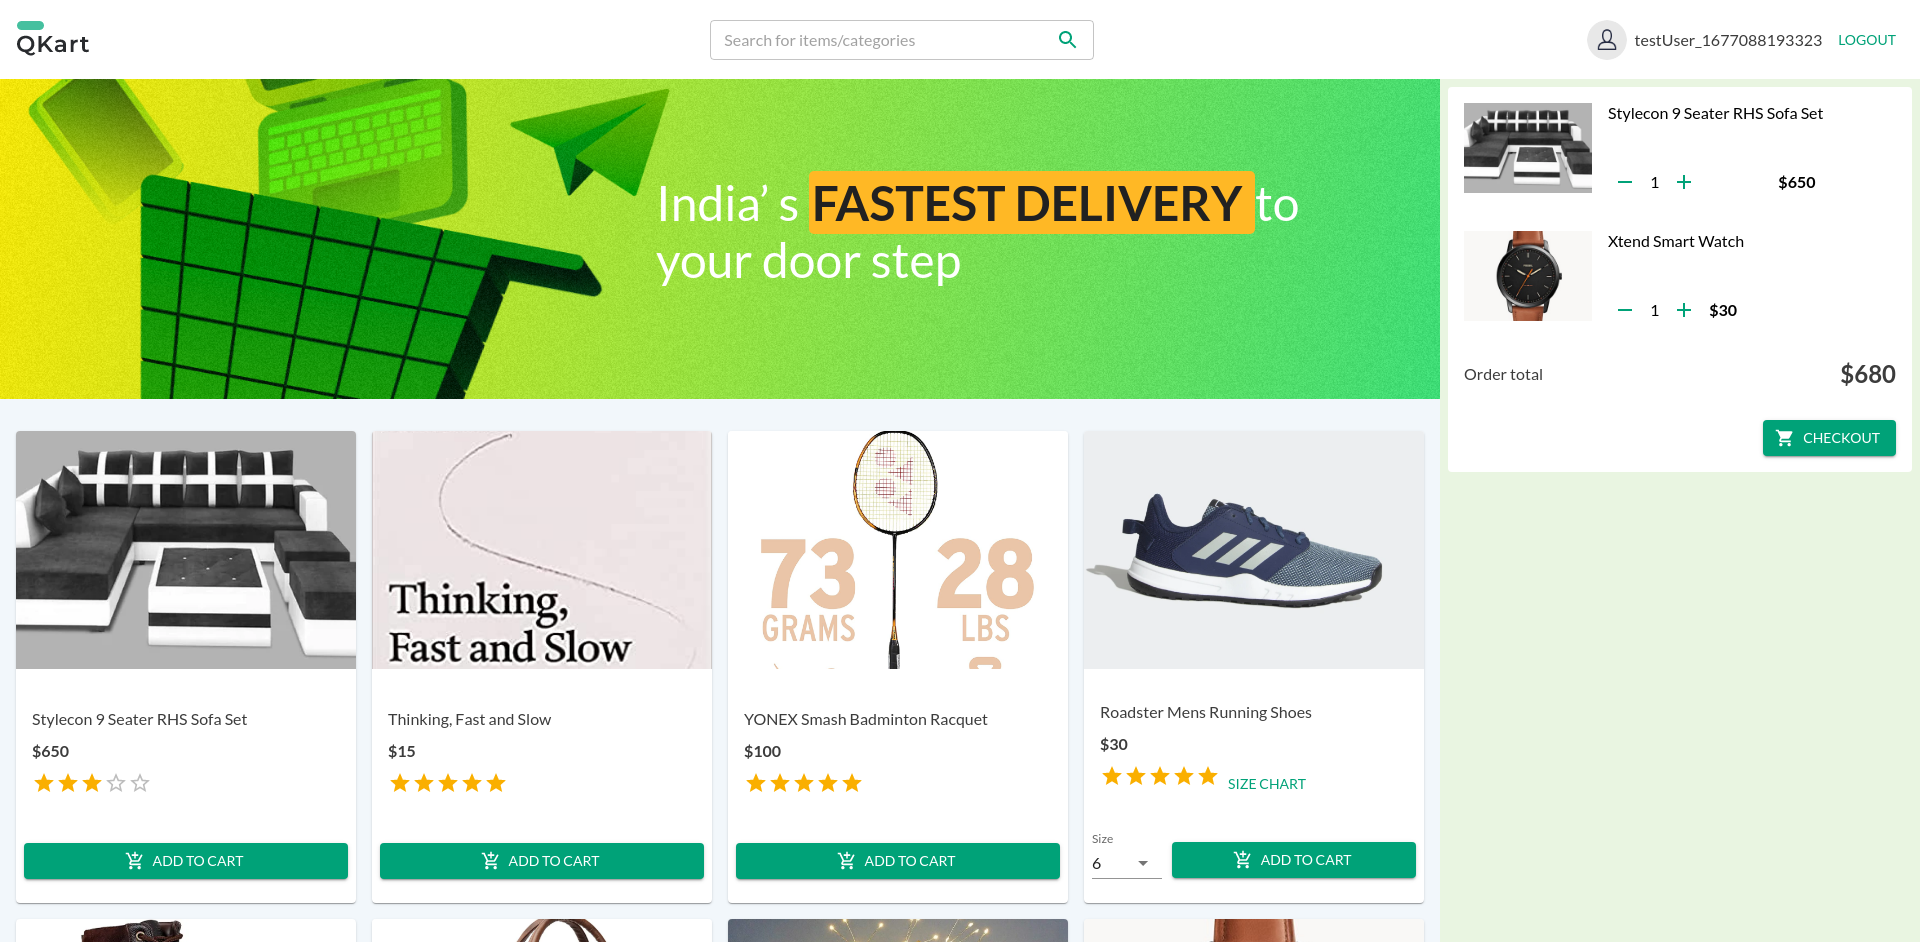 QKart
Search for items/categories
testUser_1677088193323
LOGOUT
India’ s FASTEST DELIVERY to
your door step
Stylecon 9 Seater RHS Sofa Set
1
$650
Xtend Smart Watch
1
$30
Order total
$680
CHECKOUT
Thinking,
Fast and Slow
73
GRAMS
28
LBS
Stylecon 9 Seater RHS Sofa Set
$650
ADD TO CART
Thinking, Fast and Slow
$15
ADD TO CART
YONEX Smash Badminton Racquet
$100
ADD TO CART
Roadster Mens Running Shoes
$30
SIZE CHART
Size
6
ADD TO CART